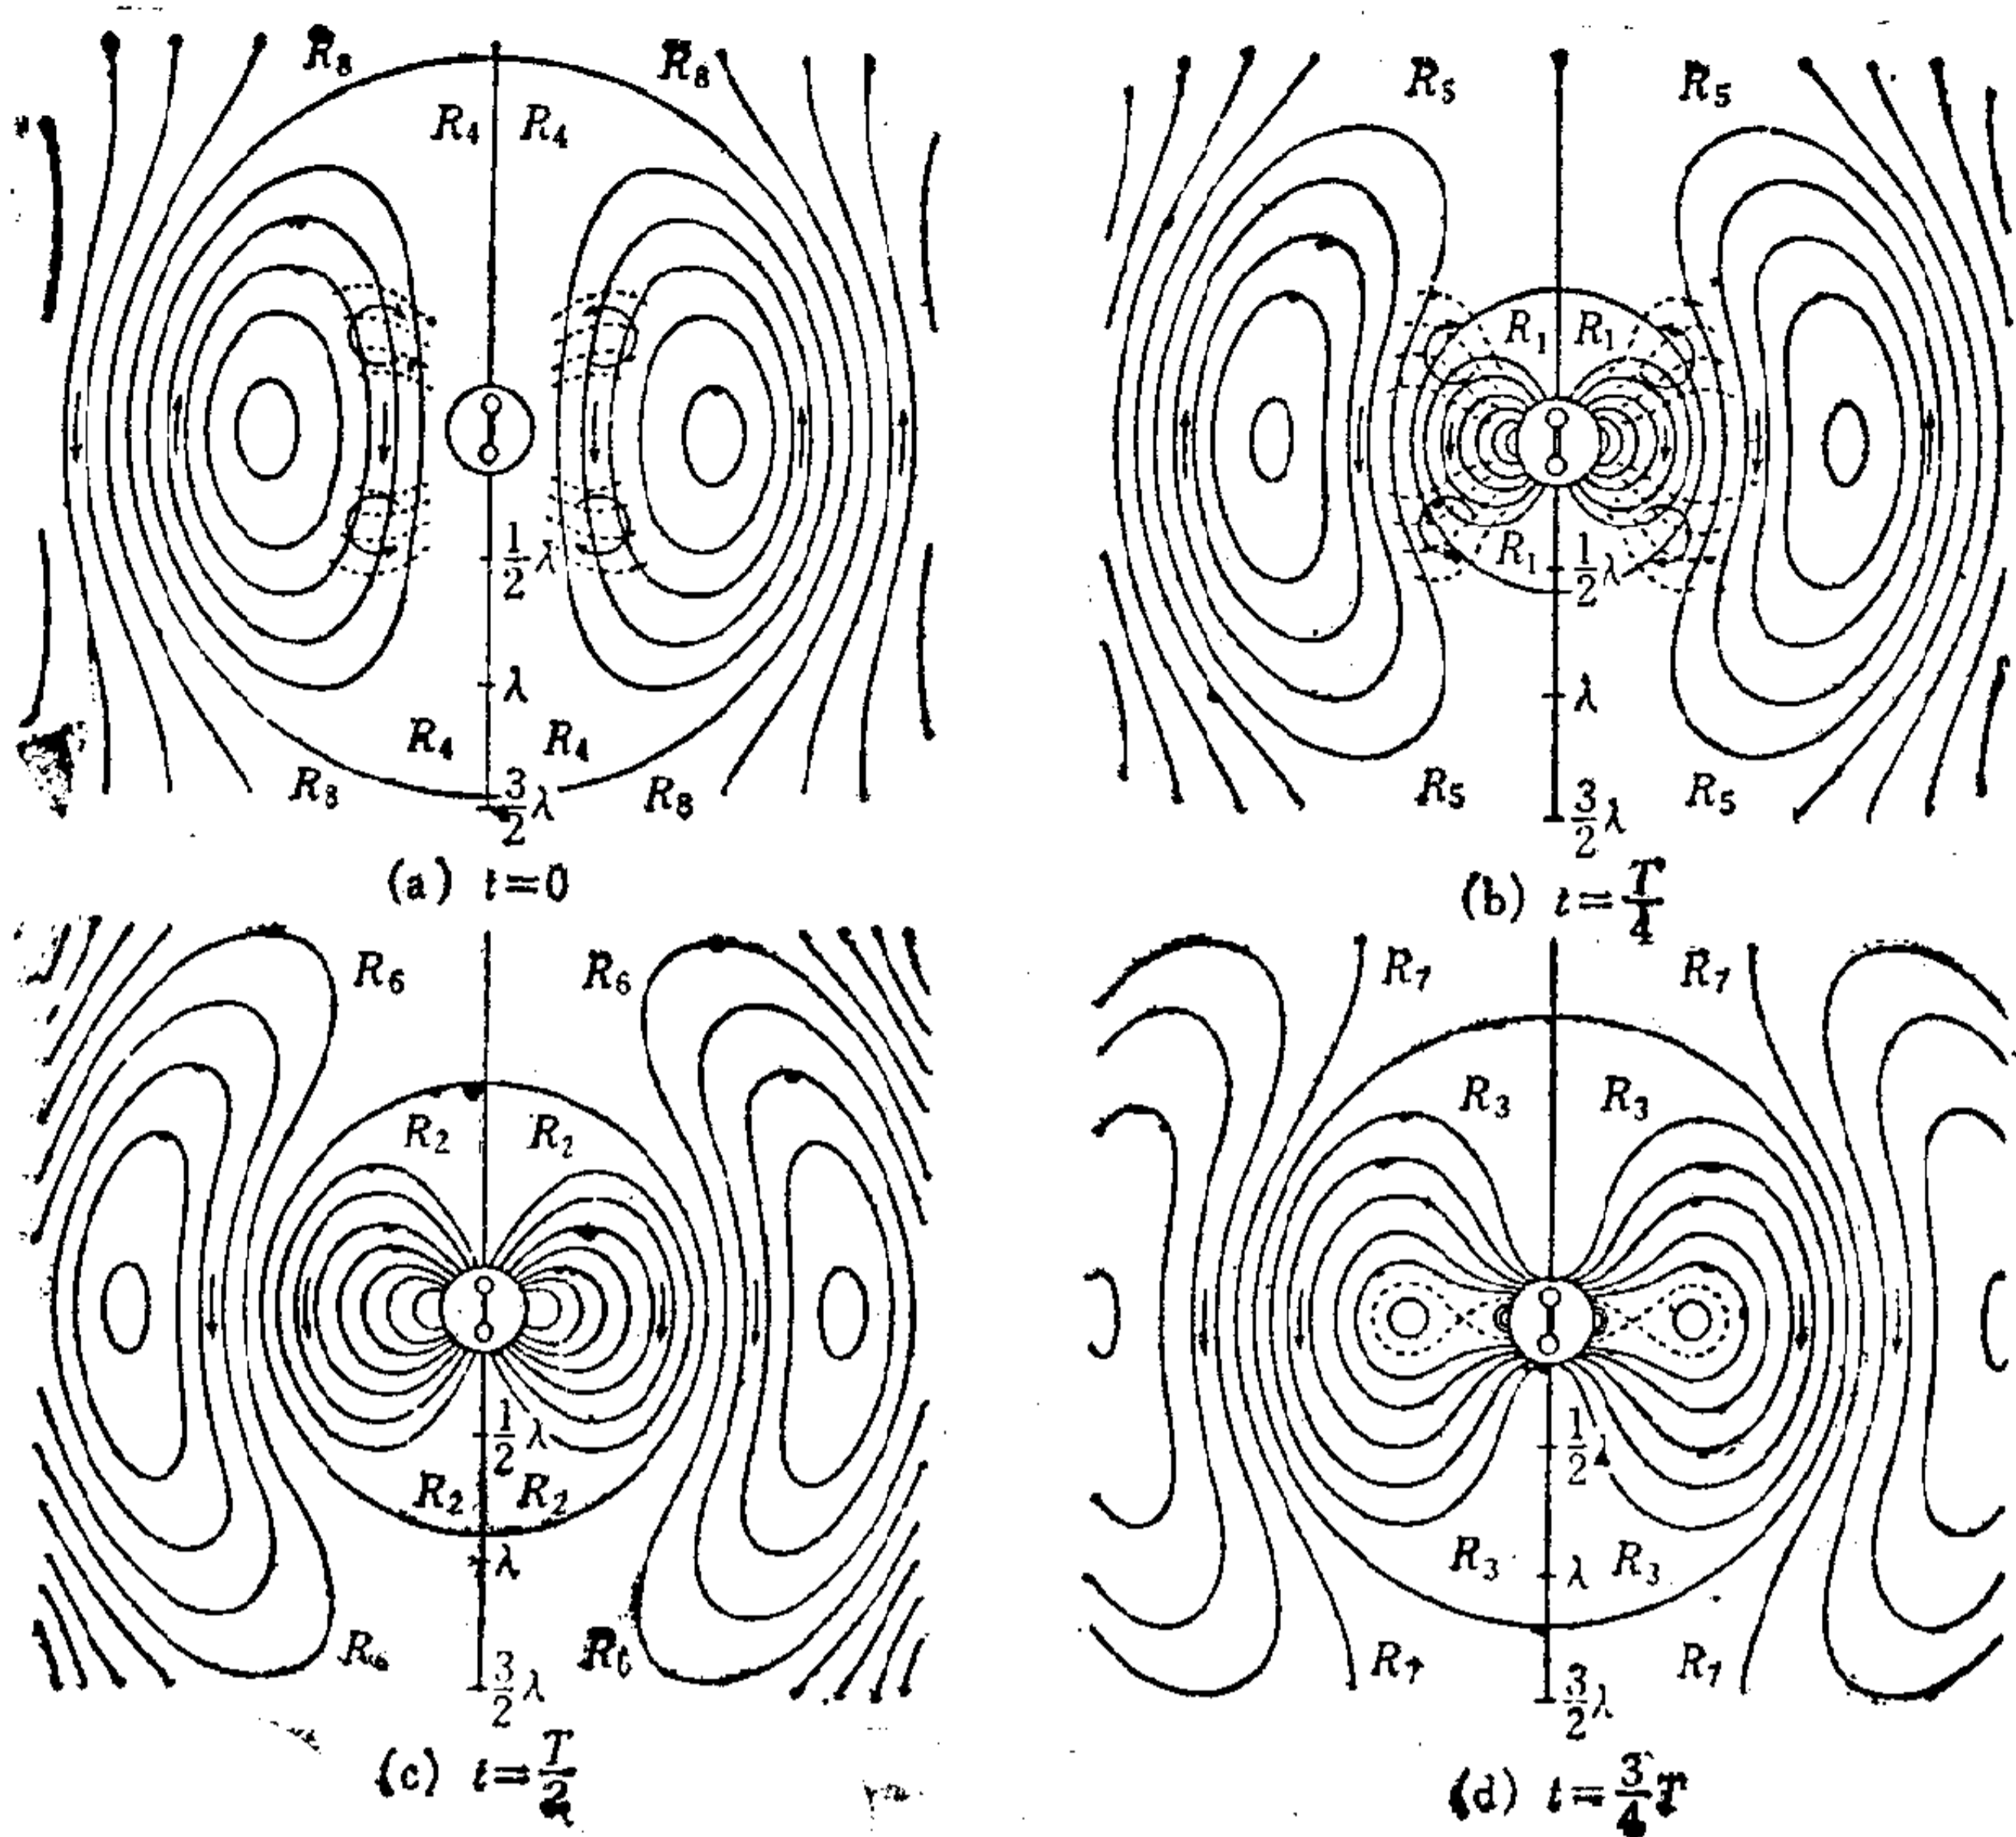 R₈ R₈
R₄ R₄
1/2 λ
λ
R₄ R₄
R₈ R₈
3/2 λ
(a) t=0
R₅ R₅
R₁ R₁
R₁ 1/2 λ
λ
R₅ R₅
3/2 λ
(b) t=T/4
R₆ R₆
R₂ R₂
1/2 λ
R₂ R₂
λ
R₆ R₆
3/2 λ
(c) t=T/2
R₇ R₇
R₃ R₃
1/2 λ
R₃ λ R₃
R₇ R₇
3/2 λ
(d) t=3/4 T